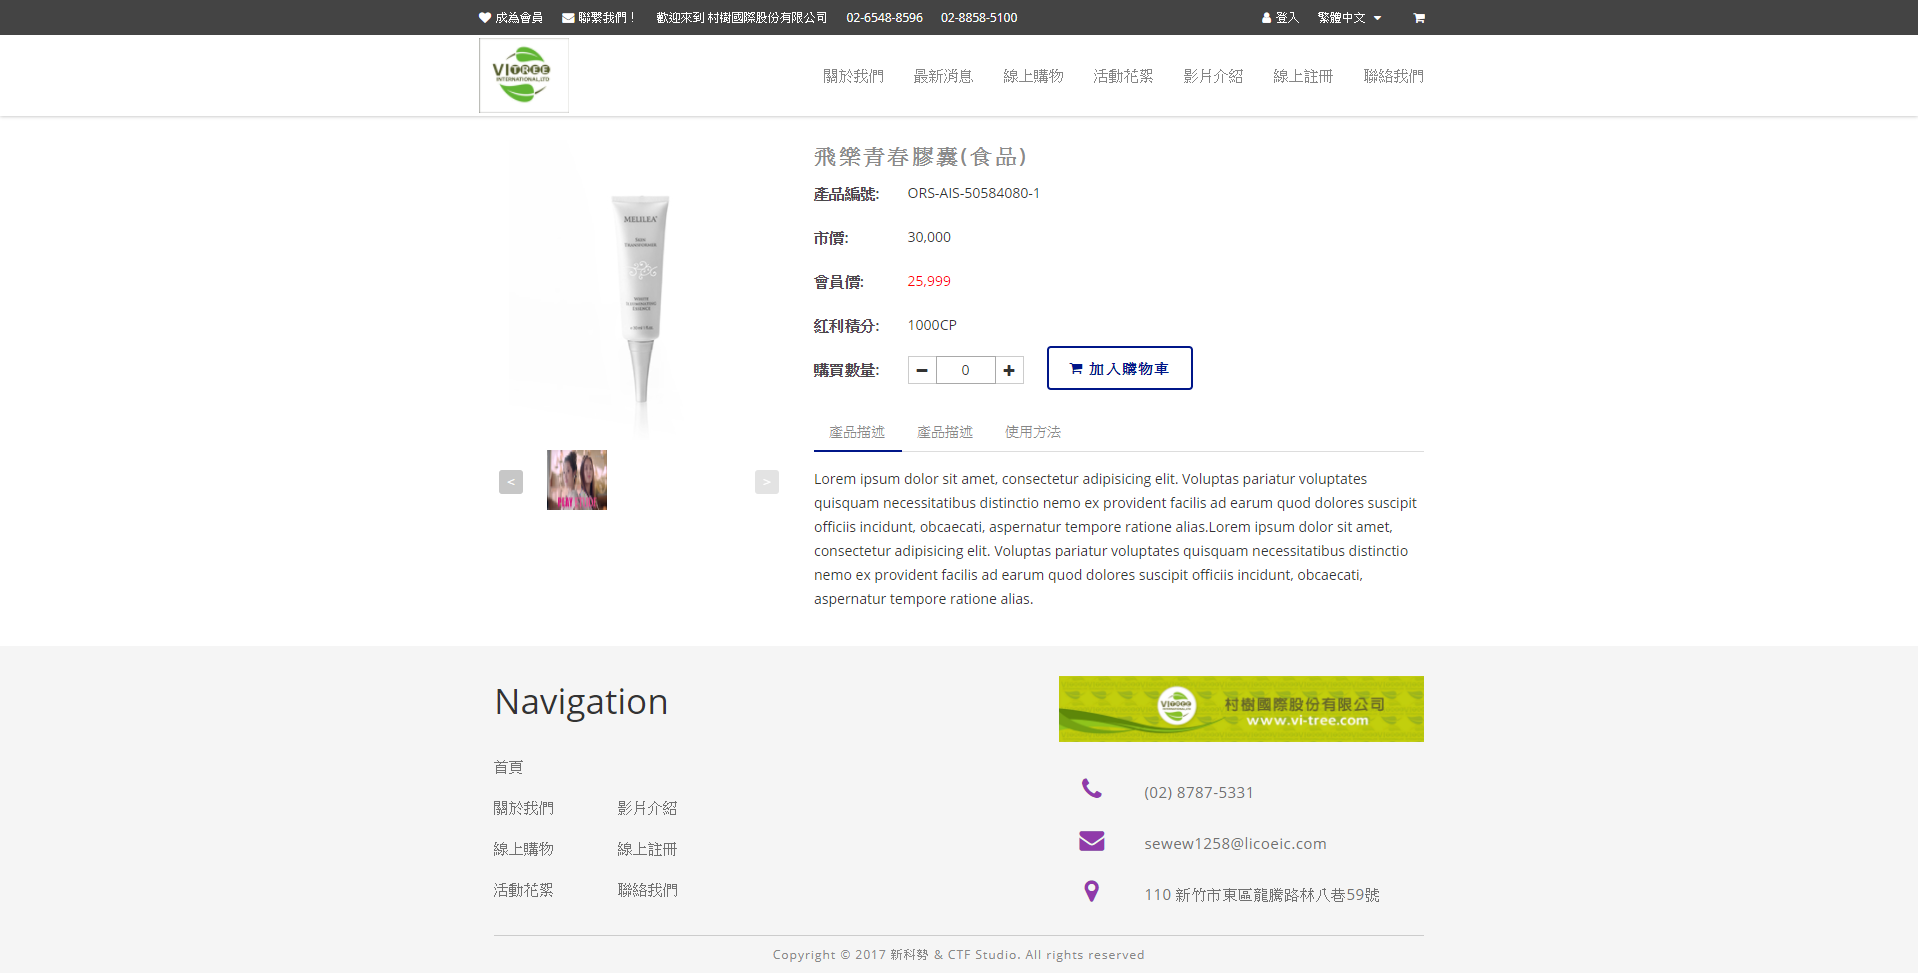 成為會員 聯繫我們！ 歡迎來到 村樹國際股份有限公司 02-6548-8596 02-8858-5100 登入 繁體中文
VITREE
INTERNATIONAL,LTD
關於我們 最新消息 線上購物 活動花絮 影片介紹 線上註冊 聯絡我們
飛樂青春膠囊(食品)
產品編號: ORS-AIS-50584080-1
市價: 30,000
會員價: 25,999
紅利積分: 1000CP
購買數量: 0 加入購物車
MELILEA
SKIN
TRANSFORMER
WHITE
ILLUMINATING
ESSENCE
< >
產品描述 產品描述 使用方法
Lorem ipsum dolor sit amet, consectetur adipisicing elit. Voluptas pariatur voluptates
quisquam necessitatibus distinctio nemo ex provident facilis ad earum quod dolores suscipit
officiis incidunt, obcaecati, aspernatur tempore ratione alias.Lorem ipsum dolor sit amet,
consectetur adipisicing elit. Voluptas pariatur voluptates quisquam necessitatibus distinctio
nemo ex provident facilis ad earum quod dolores suscipit officiis incidunt, obcaecati,
aspernatur tempore ratione alias.
Navigation
首頁
關於我們 影片介紹
線上購物 線上註冊
活動花絮 聯絡我們
VITREE
村樹國際股份有限公司
www.vi-tree.com
(02) 8787-5331
sewew1258@licoeic.com
110 新竹市東區龍騰路林八巷59號
Copyright © 2017 新科勢 & CTF Studio. All rights reserved